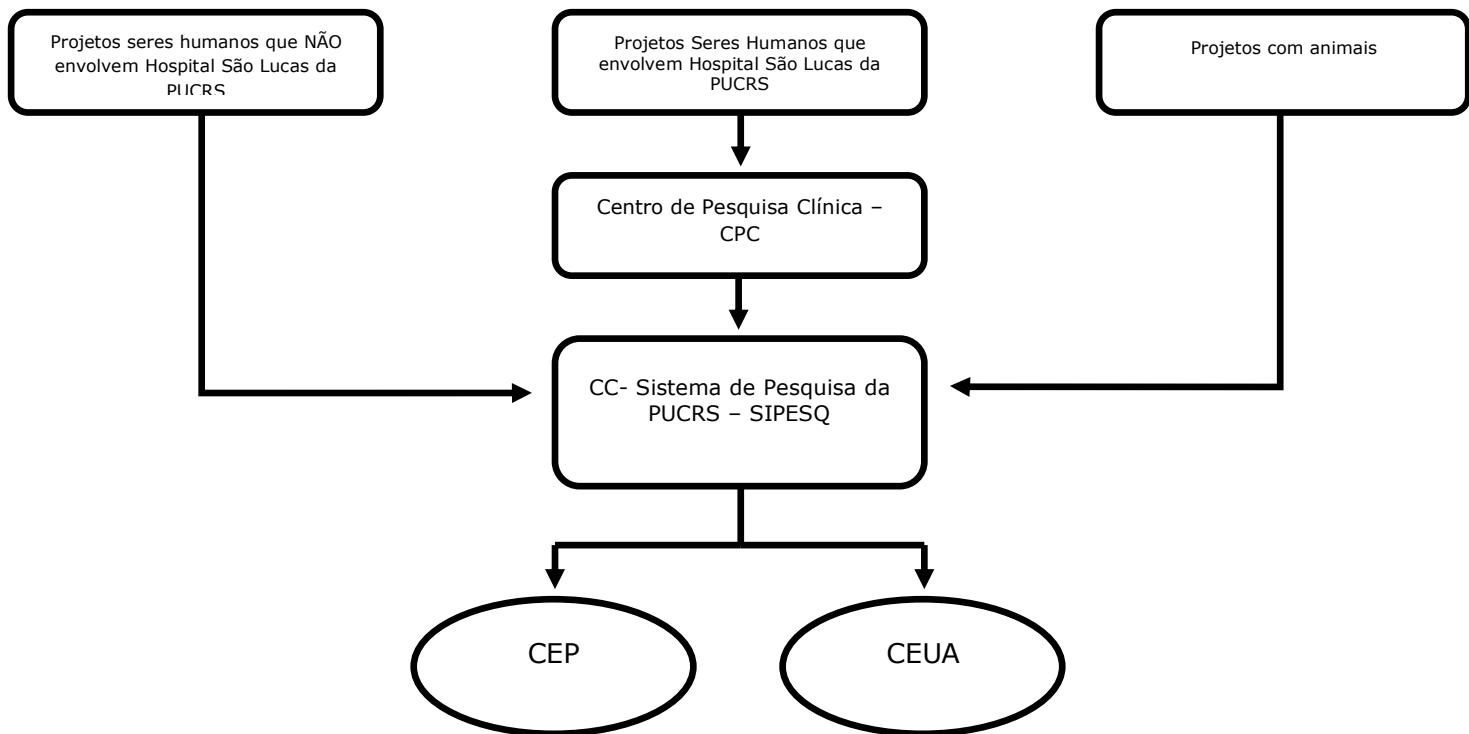 Projetos seres humanos que NÃO
envolvem Hospital São Lucas da
PUCRS
Projetos Seres Humanos que
envolvem Hospital São Lucas da
PUCRS
Projetos com animais
Centro de Pesquisa Clínica –
CPC
CC- Sistema de Pesquisa da
PUCRS – SIPESQ
CEP
CEUA